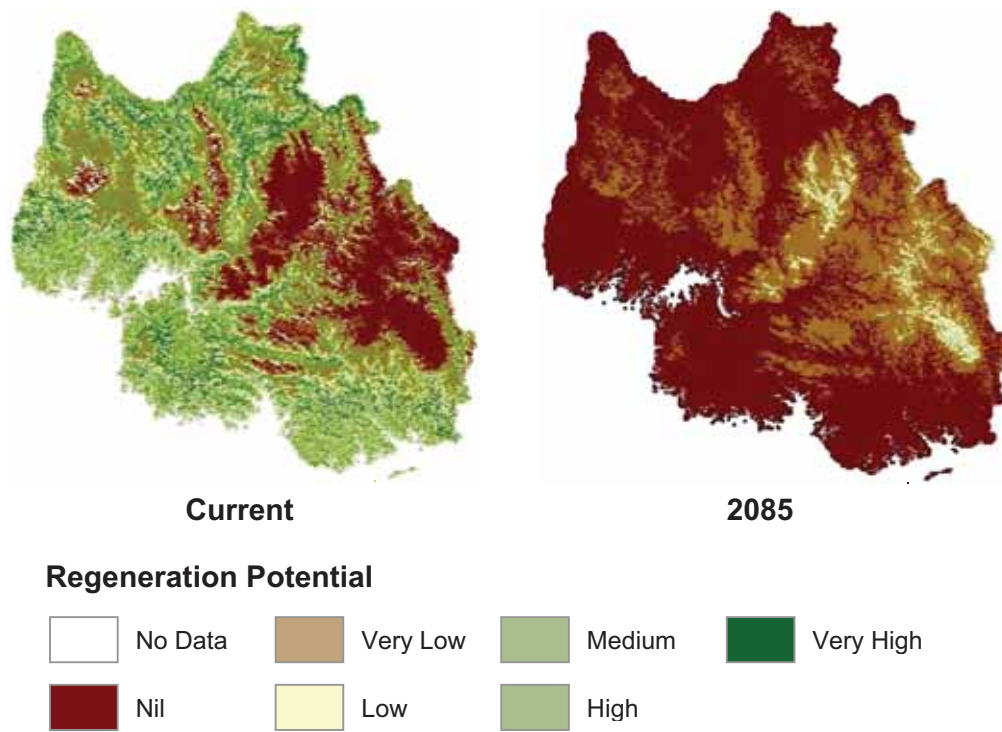 Current 2085
Regeneration Potential
No Data Very Low Medium Very High
Nil Low High